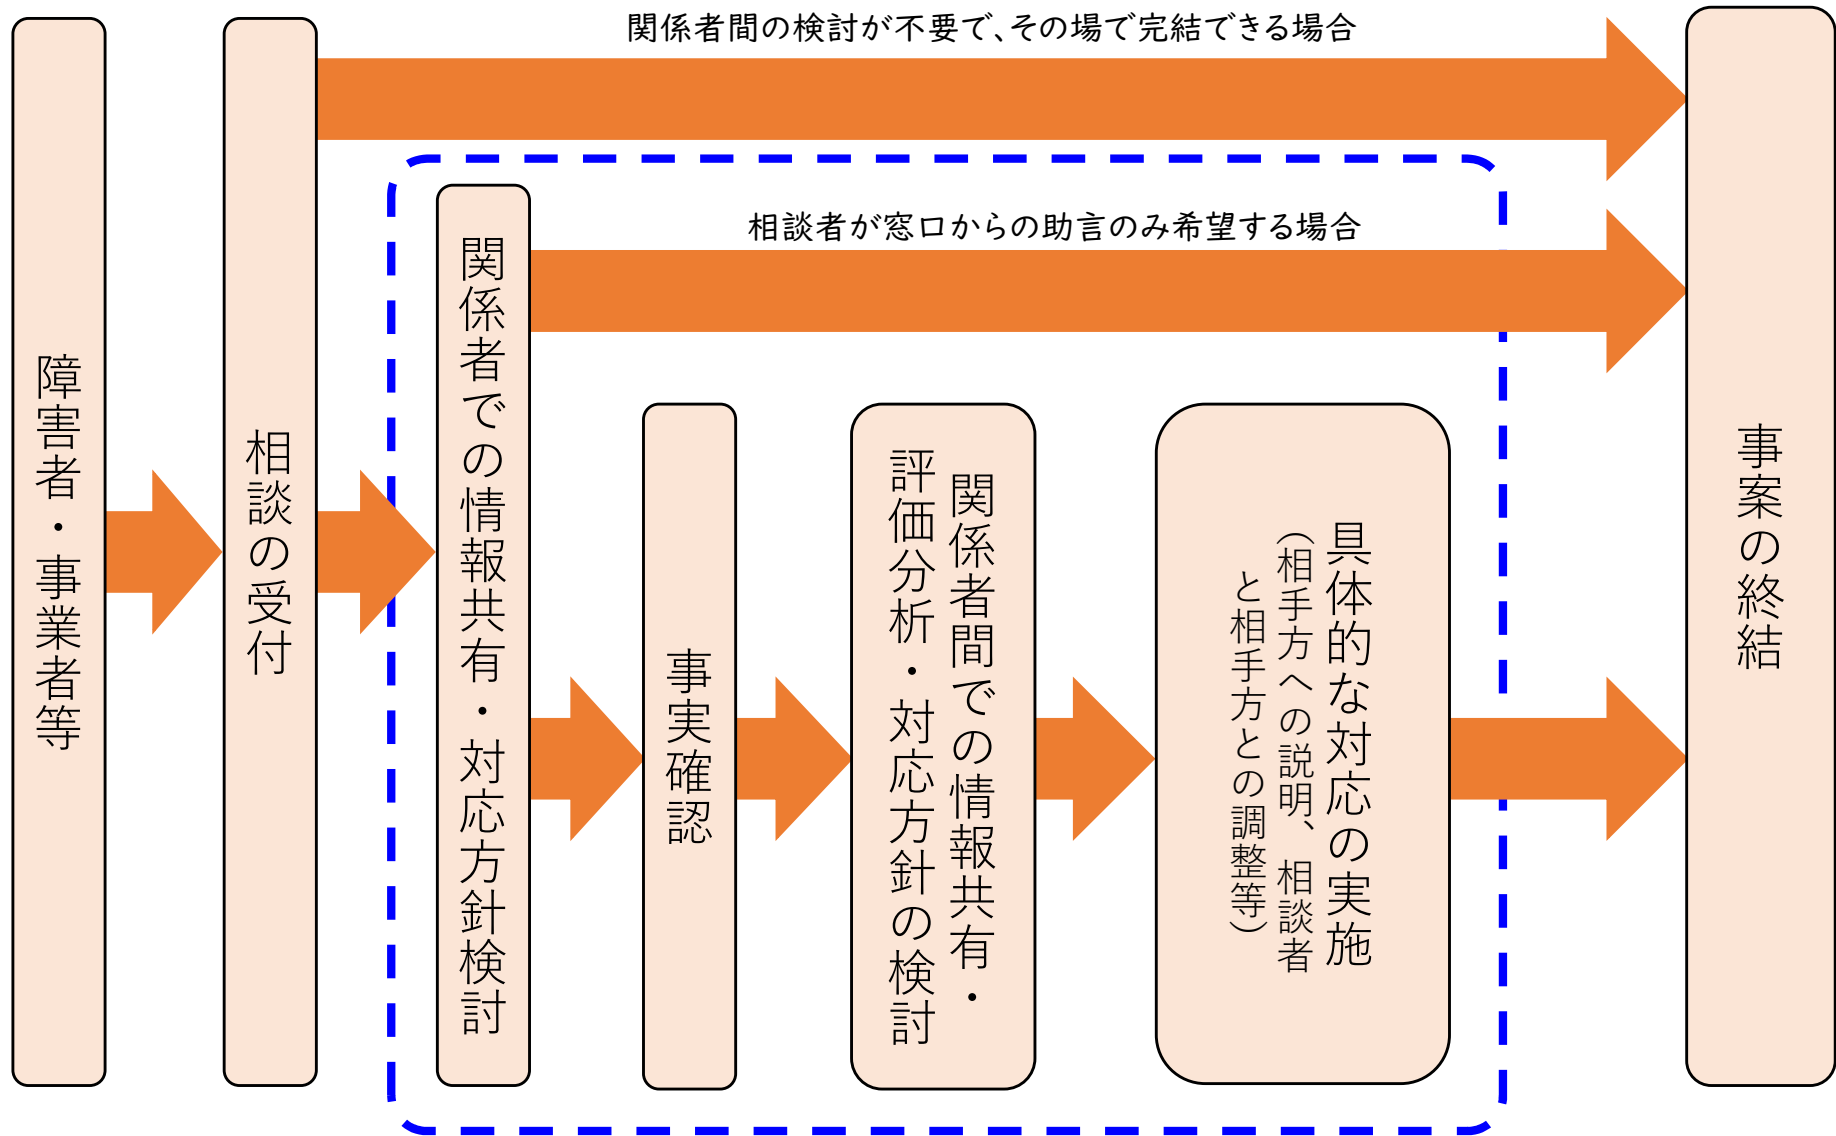 関係者間の検討が不要で、その場で完結できる場合
相談者が窓口からの助言のみ希望する場合
障害者・事業者等
相談の受付
関係者での情報共有・対応方針検討
事実確認
関係者間での情報共有・
評価分析・対応方針の検討
具体的な対応の実施
（相手方への説明、相談者
と相手方との調整等）
事案の終結